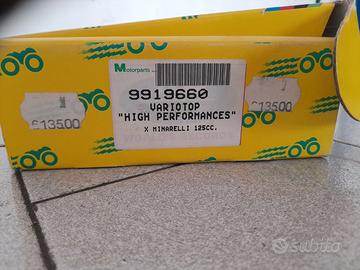 Motorparts
9919660
VARIOTOP
"HIGH PERFORMANCES"
X MINARELLI 125CC.
£13500
£13500
subito